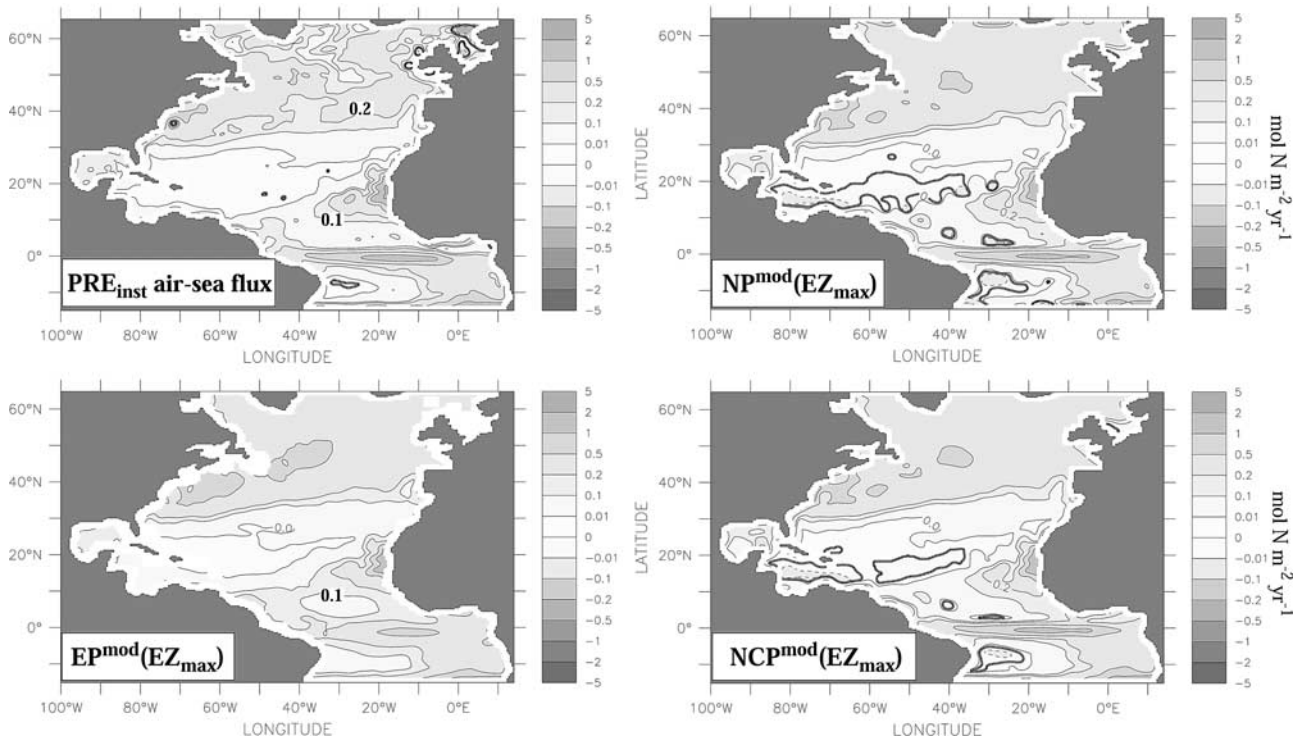 60°N
40°N
20°N
0°
0.2
0.1
PRE_inst air-sea flux
100°W 80°W 60°W 40°W 20°W 0°E
LONGITUDE
5
2
1
0.5
0.2
0.1
0.01
0
−0.01
−0.1
−0.2
−0.5
−1
−2
−5
LATITUDE
60°N
40°N
20°N
0°
NP^mod(EZ_max)
100°W 80°W 60°W 40°W 20°W 0°E
LONGITUDE
5
2
1
0.5
0.2
0.1
0.01
0
−0.01
−0.1
−0.2
−0.5
−1
−2
−5
mol N m^-2 yr^-1
60°N
40°N
20°N
0°
0.1
EP^mod(EZ_max)
100°W 80°W 60°W 40°W 20°W 0°E
LONGITUDE
5
2
1
0.5
0.2
0.1
0.01
0
−0.01
−0.1
−0.2
−0.5
−1
−2
−5
LATITUDE
60°N
40°N
20°N
0°
NCP^mod(EZ_max)
100°W 80°W 60°W 40°W 20°W 0°E
LONGITUDE
5
2
1
0.5
0.2
0.1
0.01
0
−0.01
−0.1
−0.2
−0.5
−1
−2
−5
mol N m^-2 yr^-1